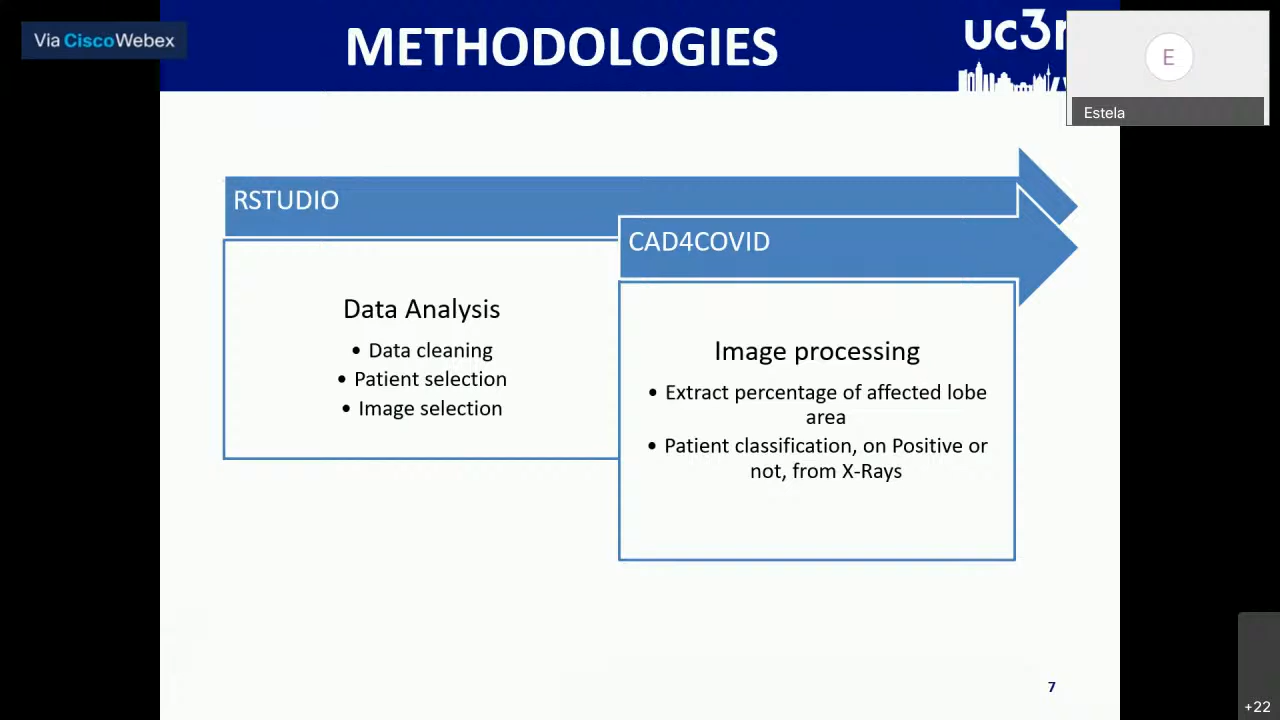 Via CiscoWebex
METHODOLOGIES
uc3
E
Estela
RSTUDIO
CAD4COVID
Data Analysis
• Data cleaning
• Patient selection
• Image selection
Image processing
• Extract percentage of affected lobe
area
• Patient classification, on Positive or
not, from X-Rays
7
+22